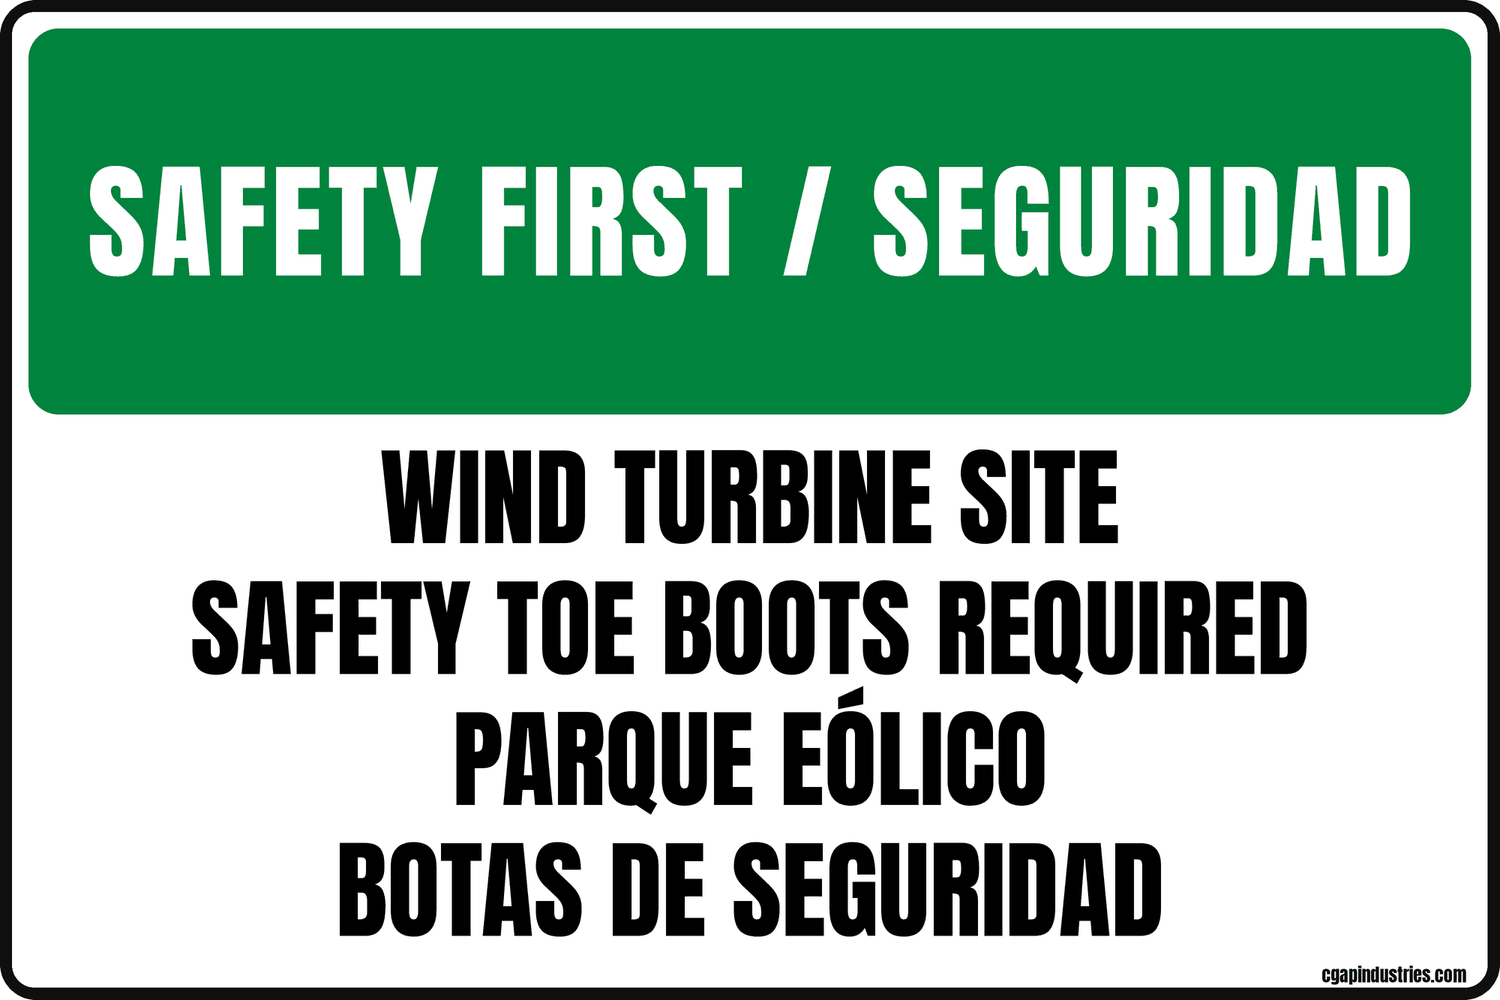 SAFETY FIRST / SEGURIDAD
WIND TURBINE SITE
SAFETY TOE BOOTS REQUIRED
PARQUE EÓLICO
BOTAS DE SEGURIDAD
cgapindustries.com